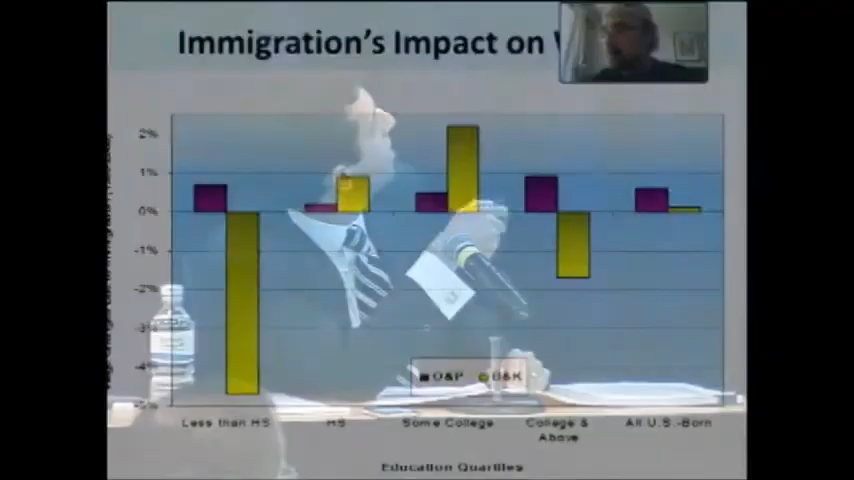 Immigration's Impact on
2%
1%
0%
-1%
-2%
-3%
-4%
O&P B&K
Less than HS HS Some College College & Above All U.S.-Born
Education Quartiles